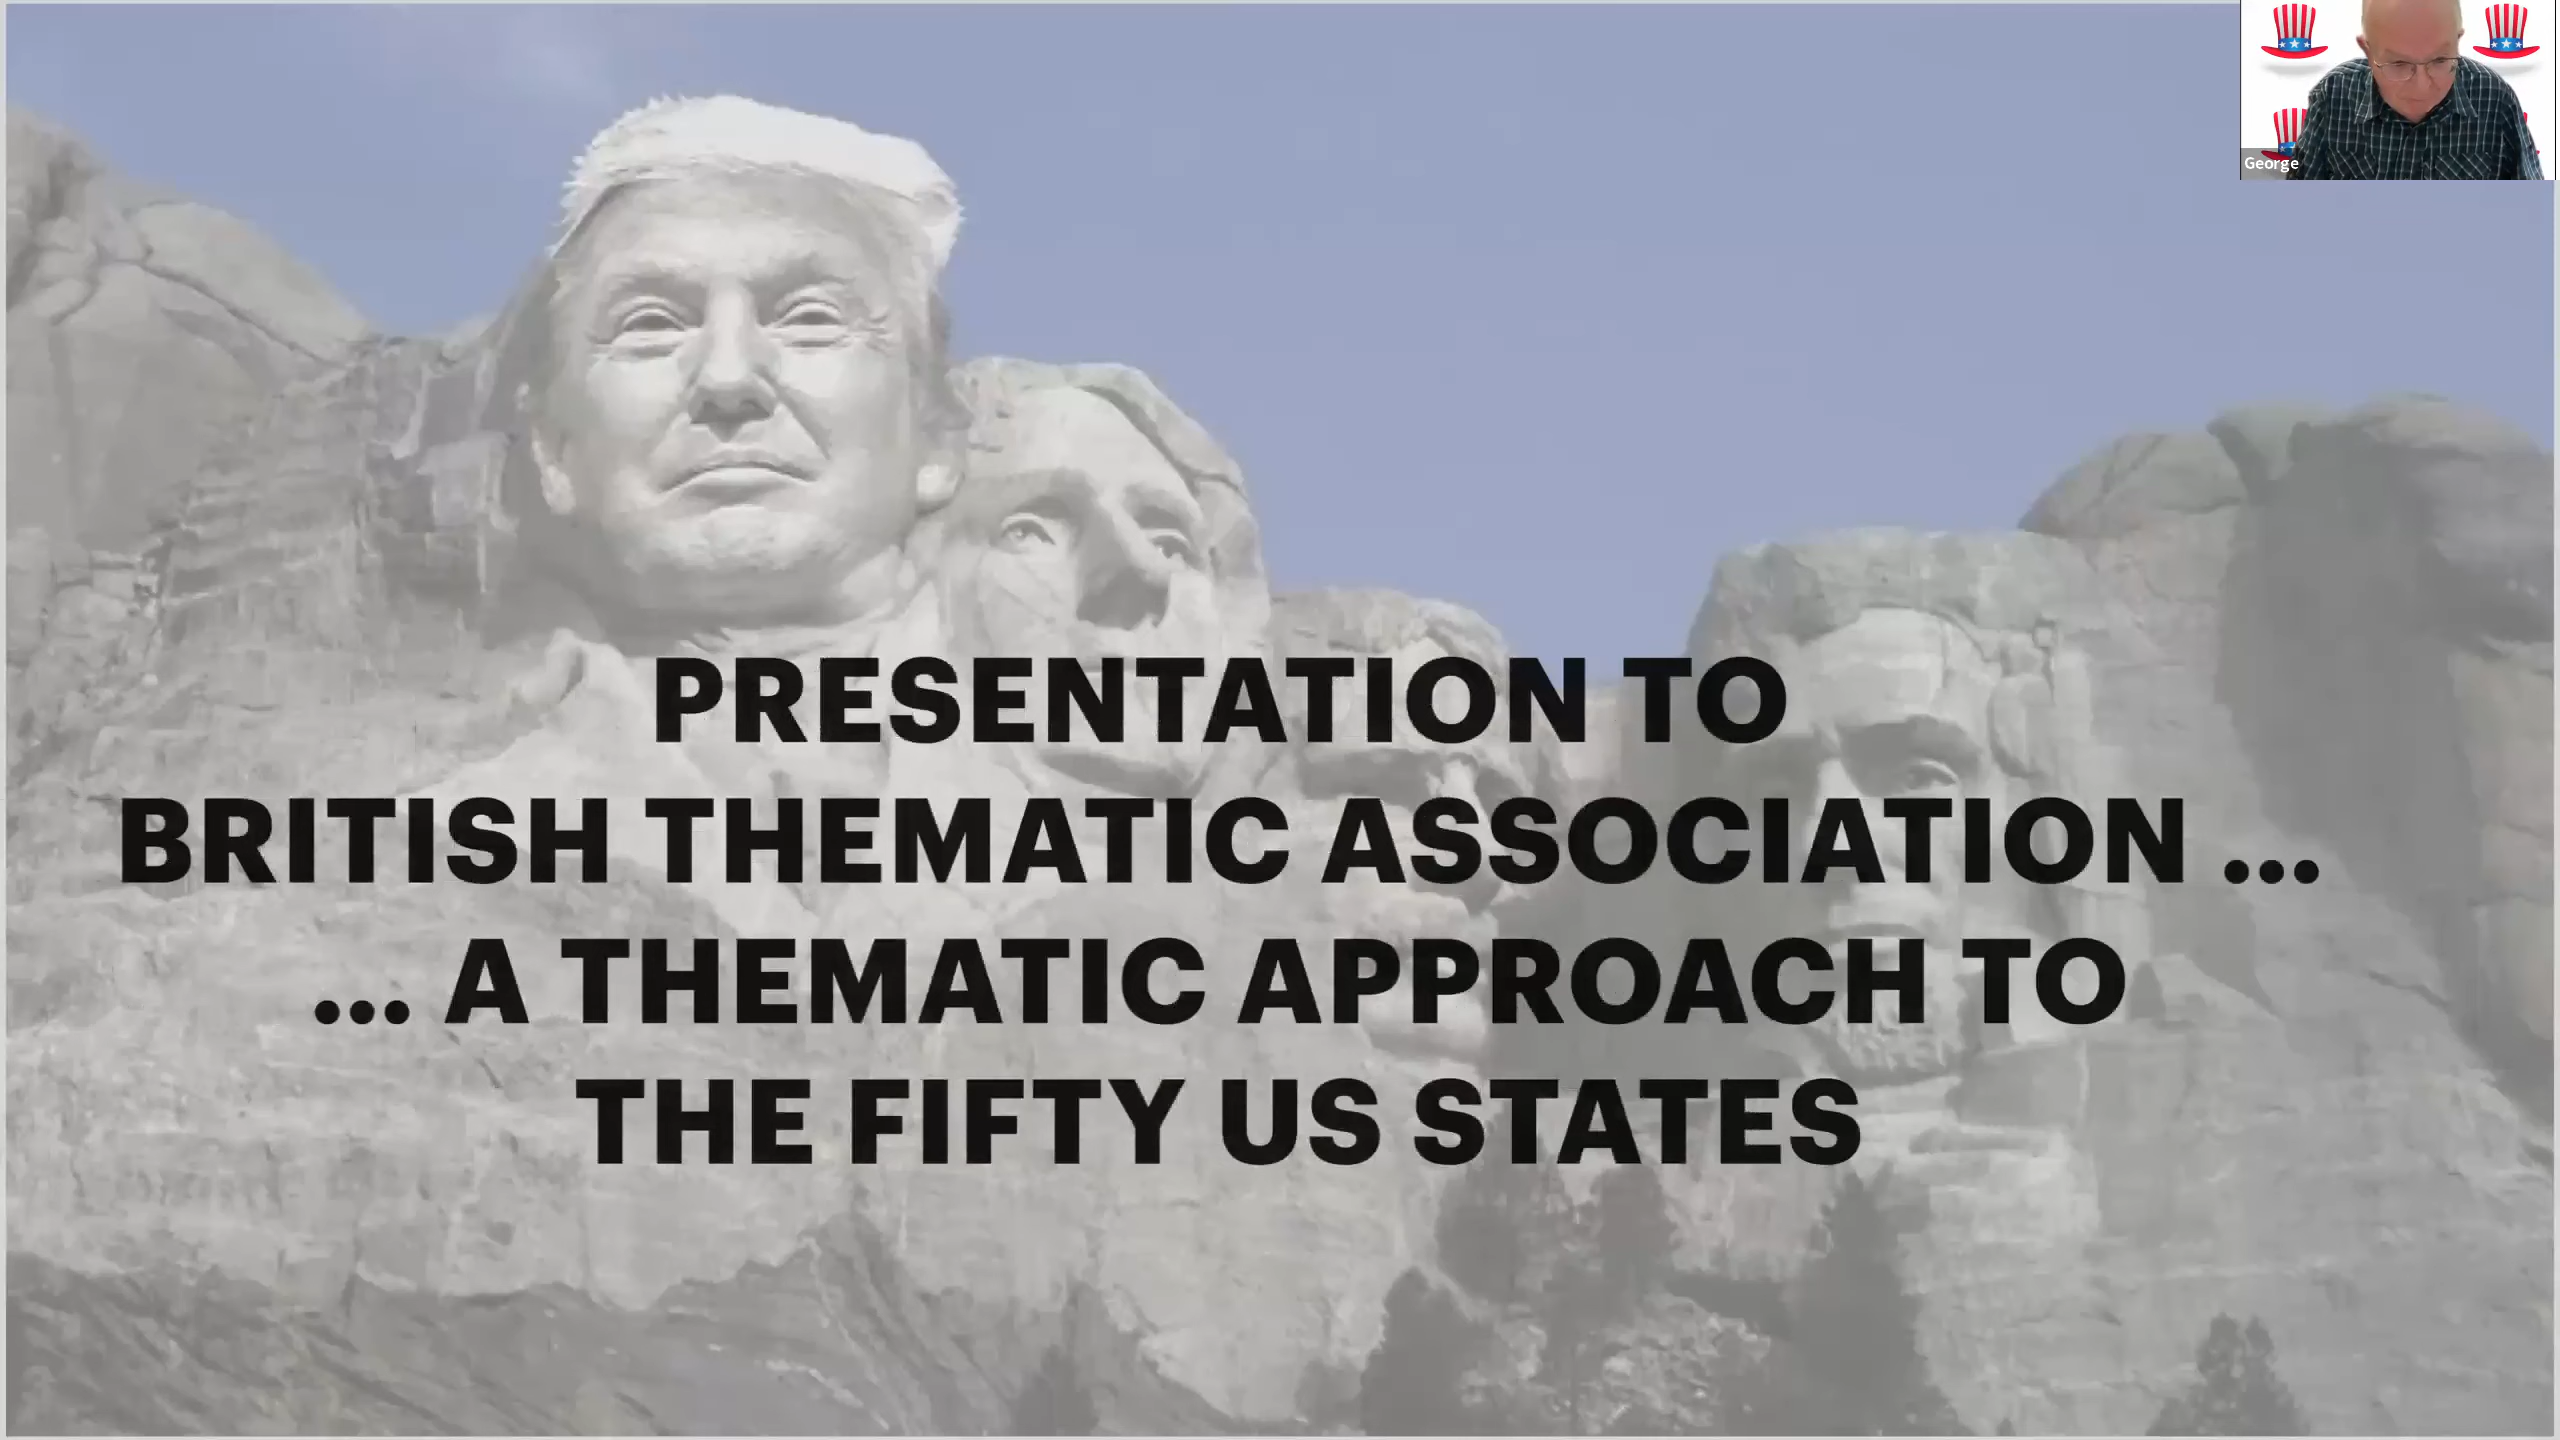 George
PRESENTATION TO
BRITISH THEMATIC ASSOCIATION ...
... A THEMATIC APPROACH TO
THE FIFTY US STATES